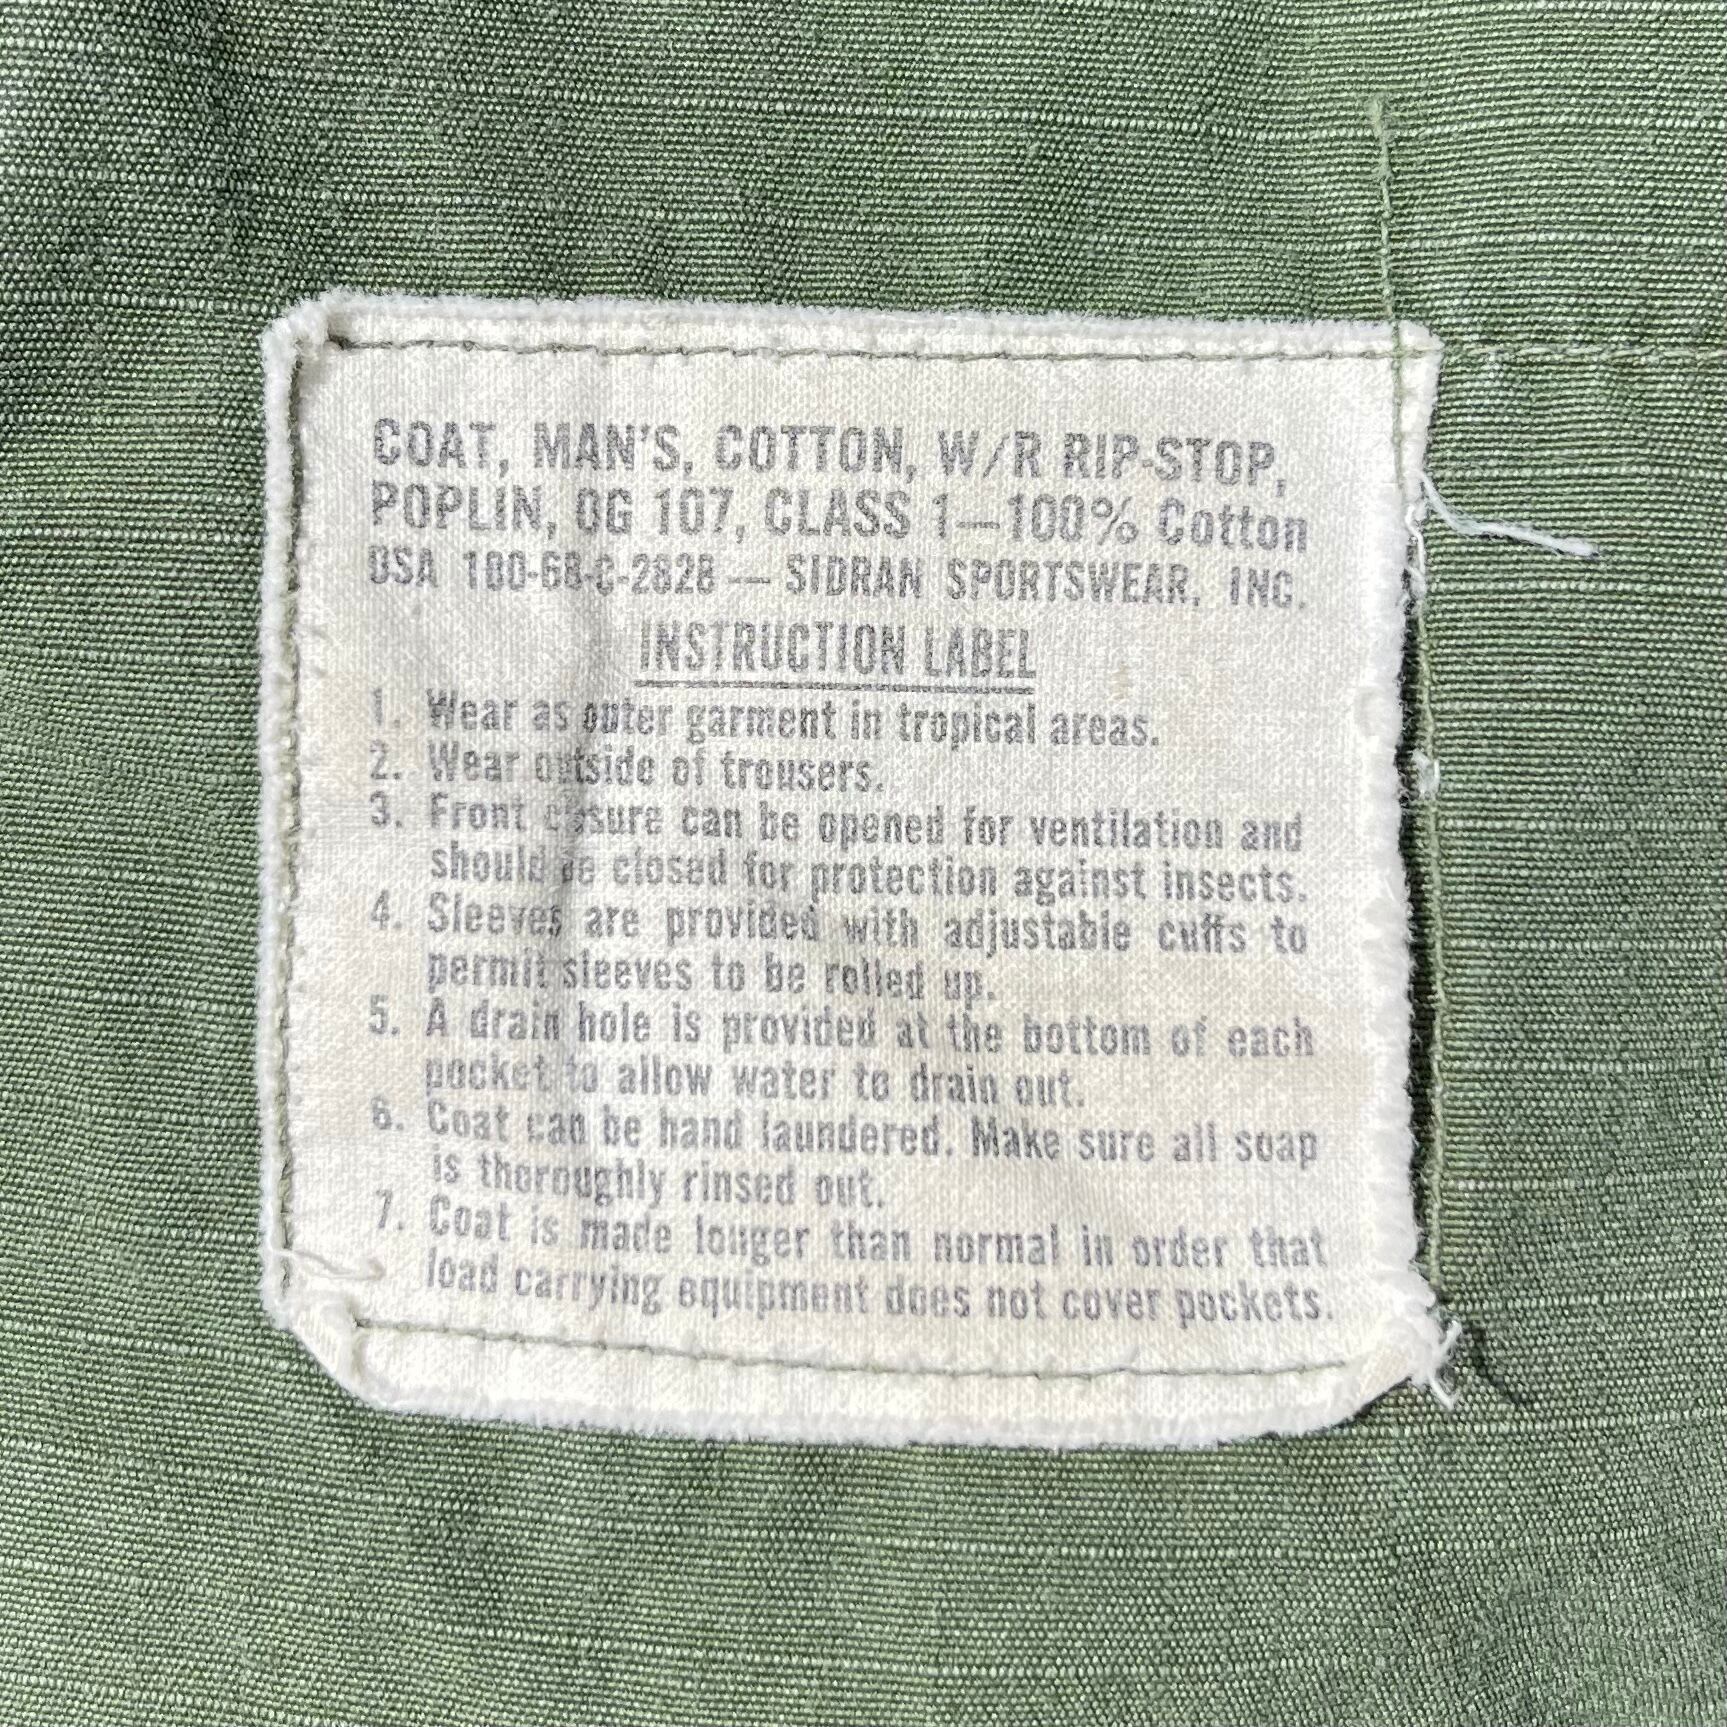 COAT, MAN'S, COTTON, W/R RIP-STOP,
POPLIN, OG 107, CLASS 1—100% Cotton
USA 100-68-C-2828 — SIDRAN SPORTSWEAR, INC.
INSTRUCTION LABEL
1. Wear as outer garment in tropical areas.
2. Wear outside of trousers.
3. Front closure can be opened for ventilation and
should be closed for protection against insects.
4. Sleeves are provided with adjustable cuffs to
permit sleeves to be rolled up.
5. A drain hole is provided at the bottom of each
pocket to allow water to drain out.
6. Coat can be hand laundered. Make sure all soap
is thoroughly rinsed out.
7. Coat is made longer than normal in order that
load carrying equipment does not cover pockets.